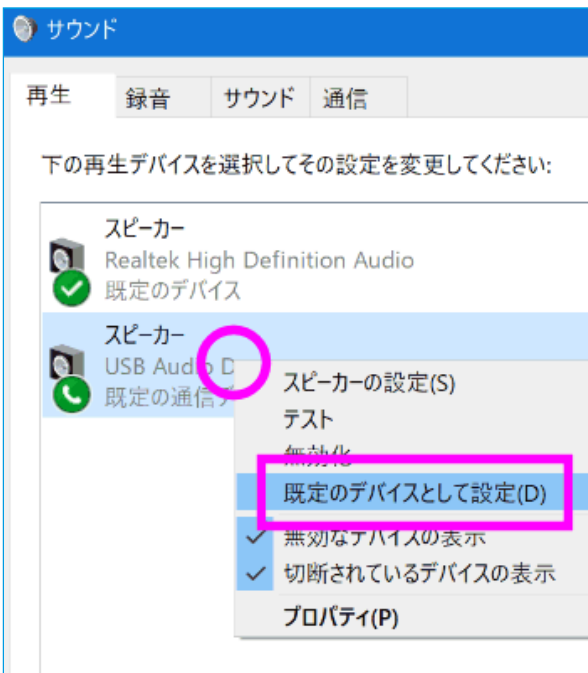 サウンド
再生
録音
サウンド
通信
下の再生デバイスを選択してその設定を変更してください:
スピーカー
Realtek High Definition Audio
既定のデバイス
スピーカー
USB Audio D
既定の通信デ
スピーカーの設定(S)
テスト
無効化
既定のデバイスとして設定(D)
無効なデバイスの表示
切断されているデバイスの表示
プロパティ(P)